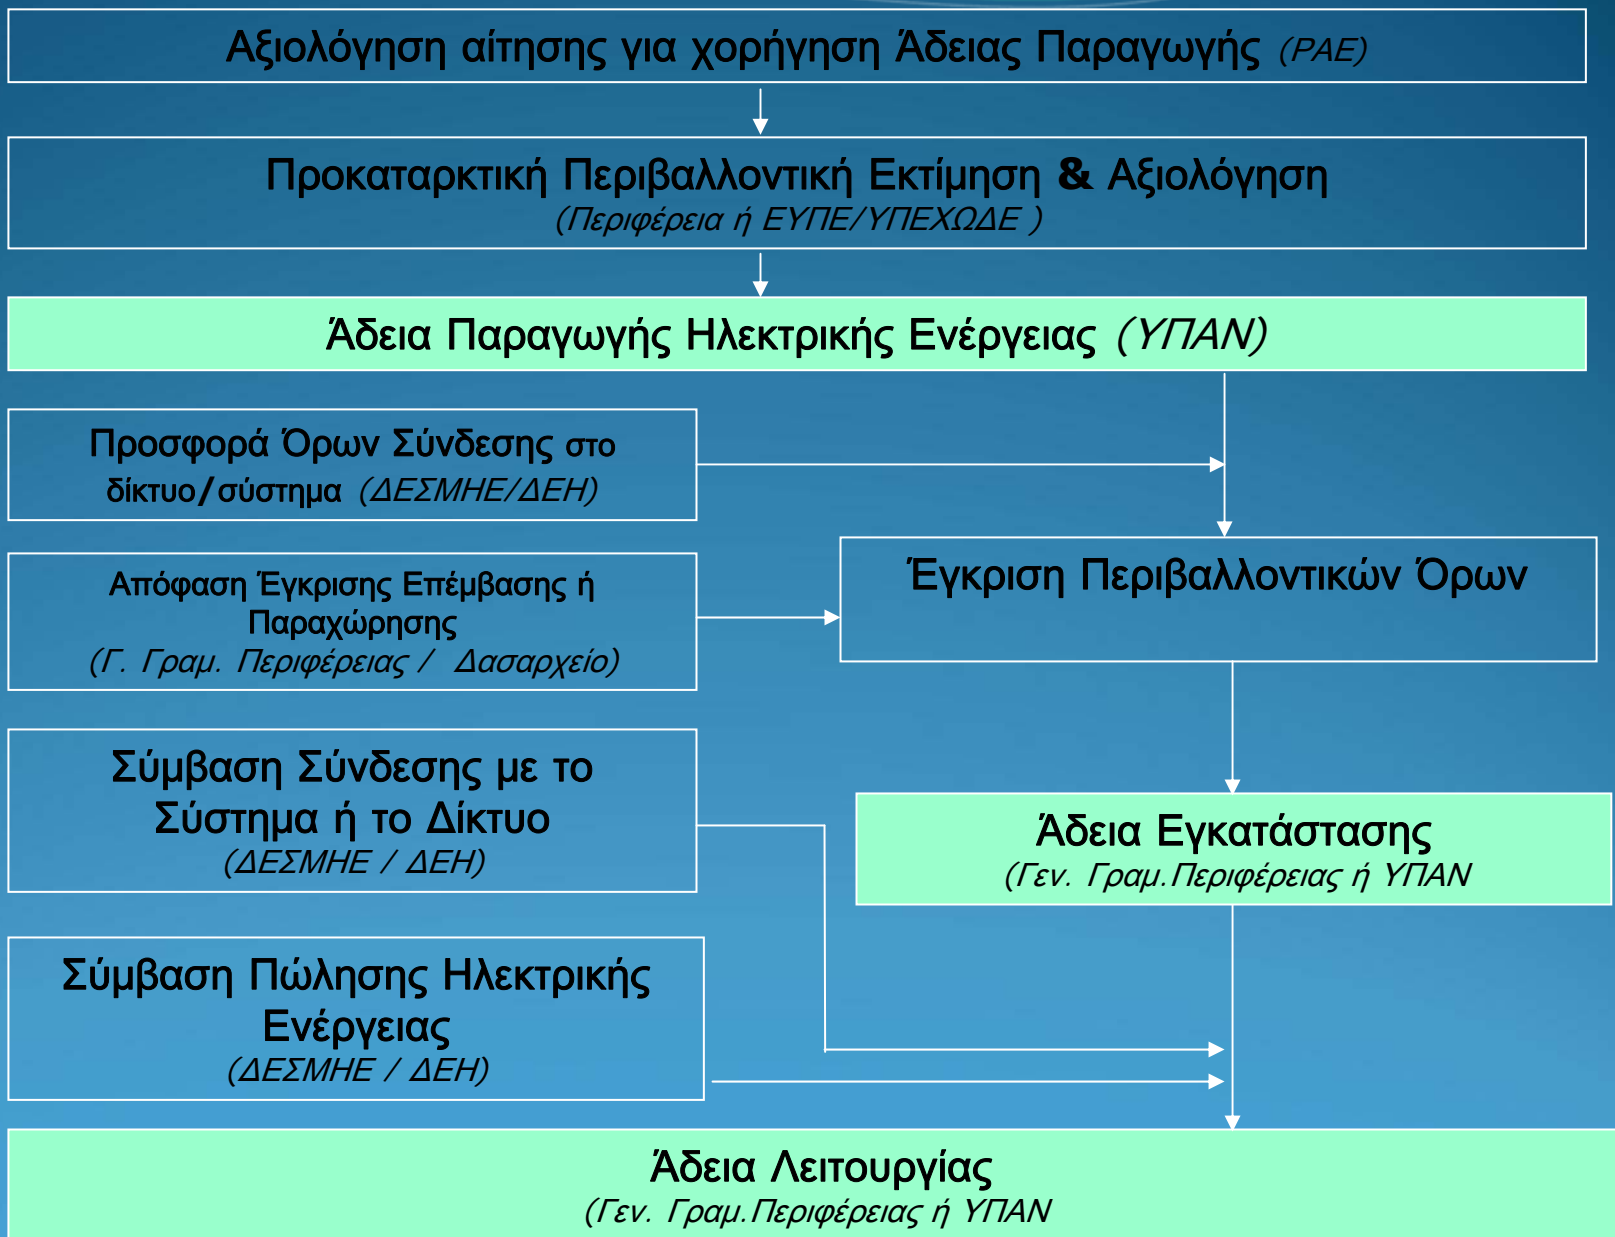 Αξιολόγηση αίτησης για χορήγηση Άδειας Παραγωγής (ΡΑΕ)
Προκαταρκτική Περιβαλλοντική Εκτίμηση & Αξιολόγηση
(Περιφέρεια ή ΕΥΠΕ/ΥΠΕΧΩΔΕ )
Άδεια Παραγωγής Ηλεκτρικής Ενέργειας (ΥΠΑΝ)
Προσφορά Όρων Σύνδεσης στο
δίκτυο/σύστημα (ΔΕΣΜΗΕ/ΔΕΗ)
Απόφαση Έγκρισης Επέμβασης ή
Παραχώρησης
(Γ. Γραμ. Περιφέρειας / Δασαρχείο)
Έγκριση Περιβαλλοντικών Όρων
Σύμβαση Σύνδεσης με το
Σύστημα ή το Δίκτυο
(ΔΕΣΜΗΕ / ΔΕΗ)
Άδεια Εγκατάστασης
(Γεν. Γραμ.Περιφέρειας ή ΥΠΑΝ
Σύμβαση Πώλησης Ηλεκτρικής
Ενέργειας
(ΔΕΣΜΗΕ / ΔΕΗ)
Άδεια Λειτουργίας
(Γεν. Γραμ.Περιφέρειας ή ΥΠΑΝ